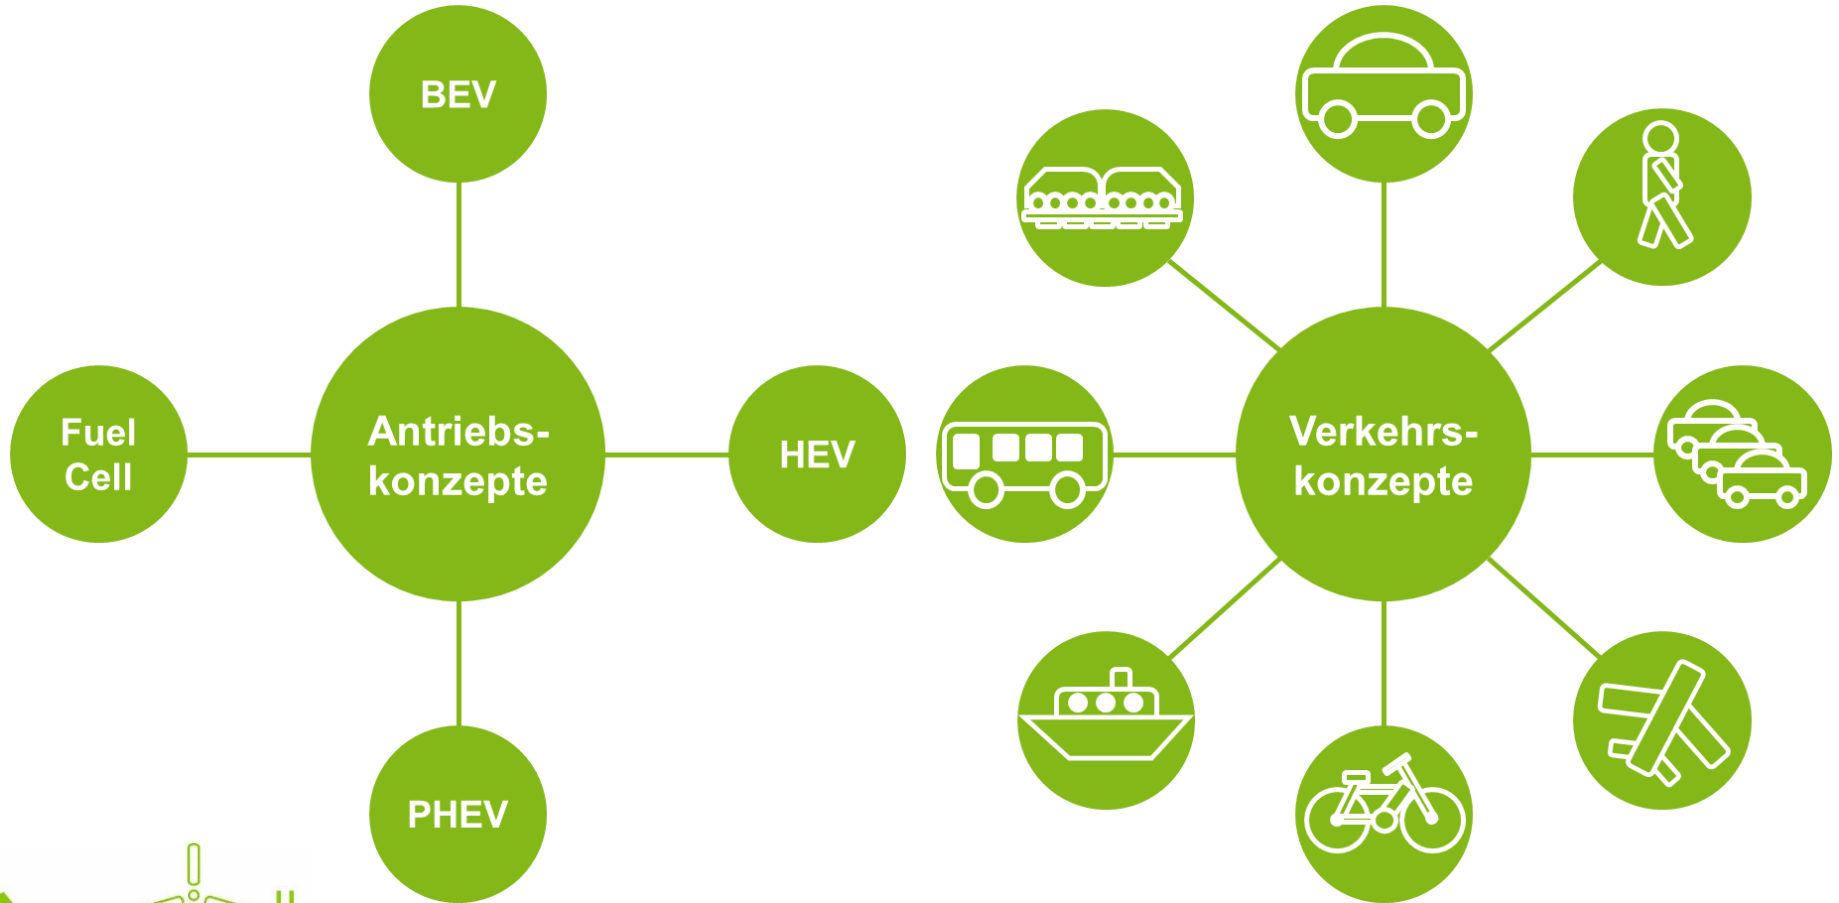 BEV
Fuel
Cell
Antriebs-
konzepte
HEV
PHEV
Verkehrs-
konzepte